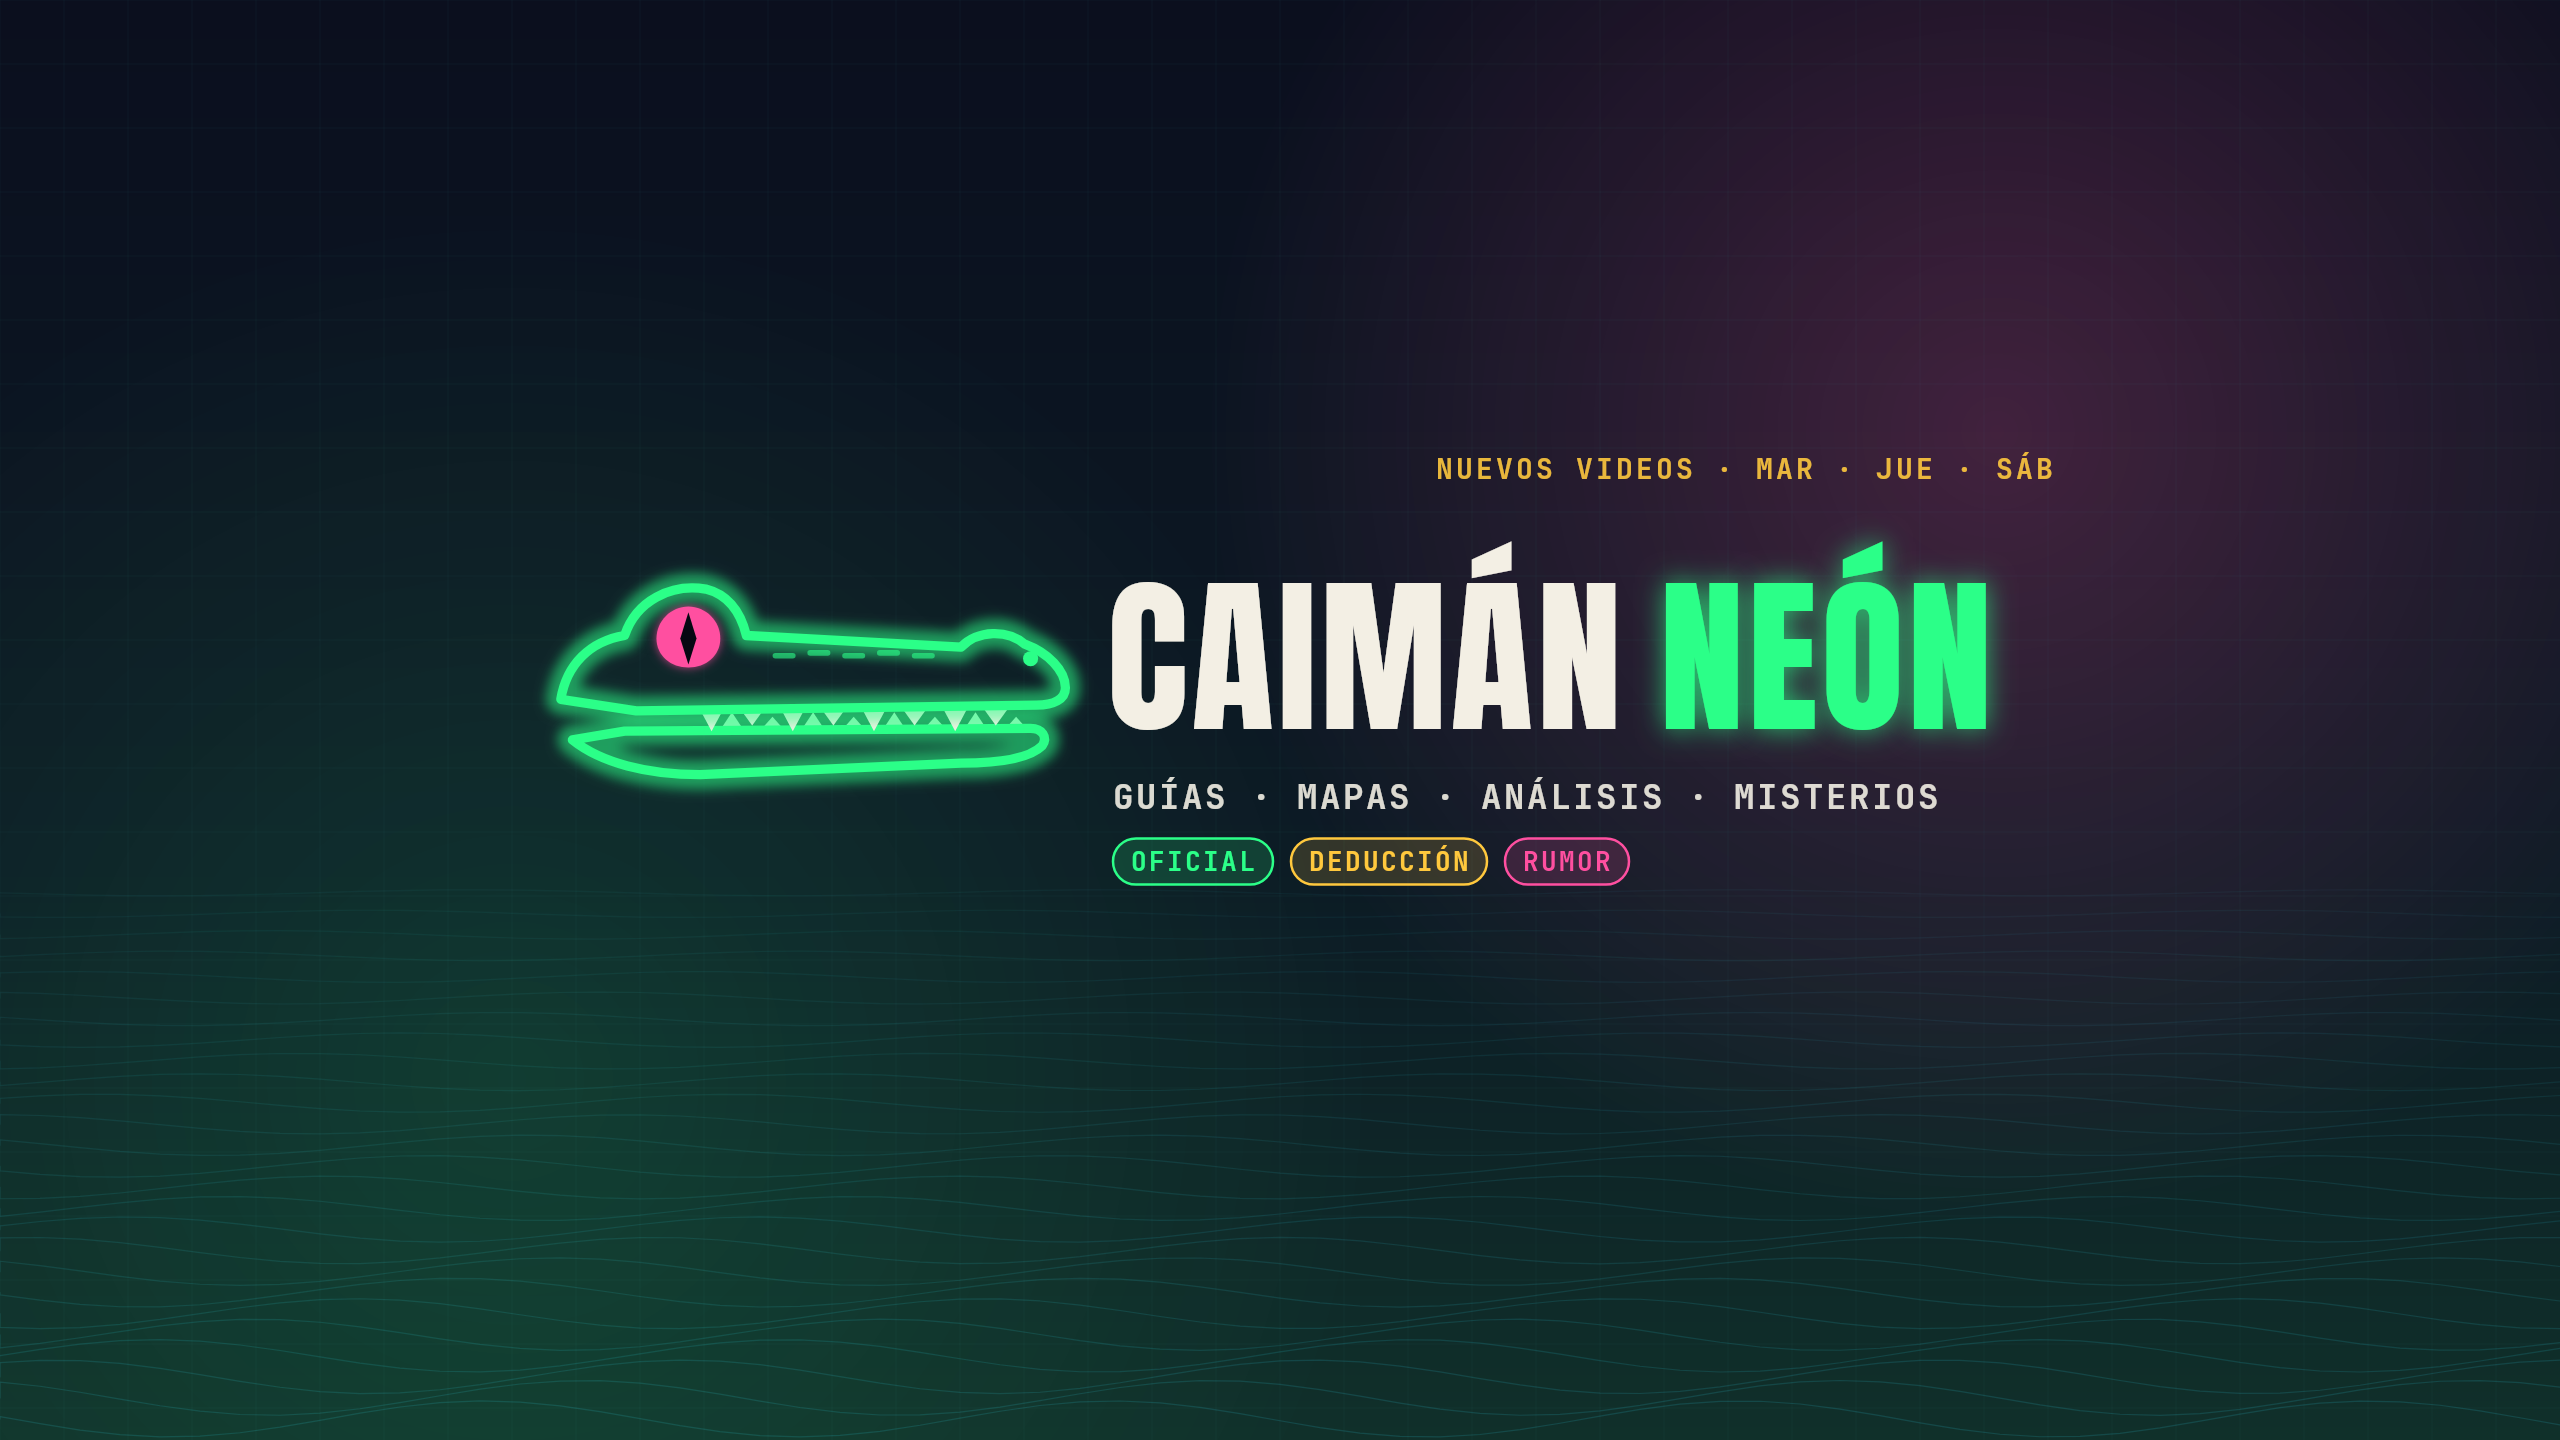 NUEVOS VIDEOS · MAR · JUE · SÁB
CAIMÁN NEÓN
GUÍAS · MAPAS · ANÁLISIS · MISTERIOS
OFICIAL DEDUCCIÓN RUMOR